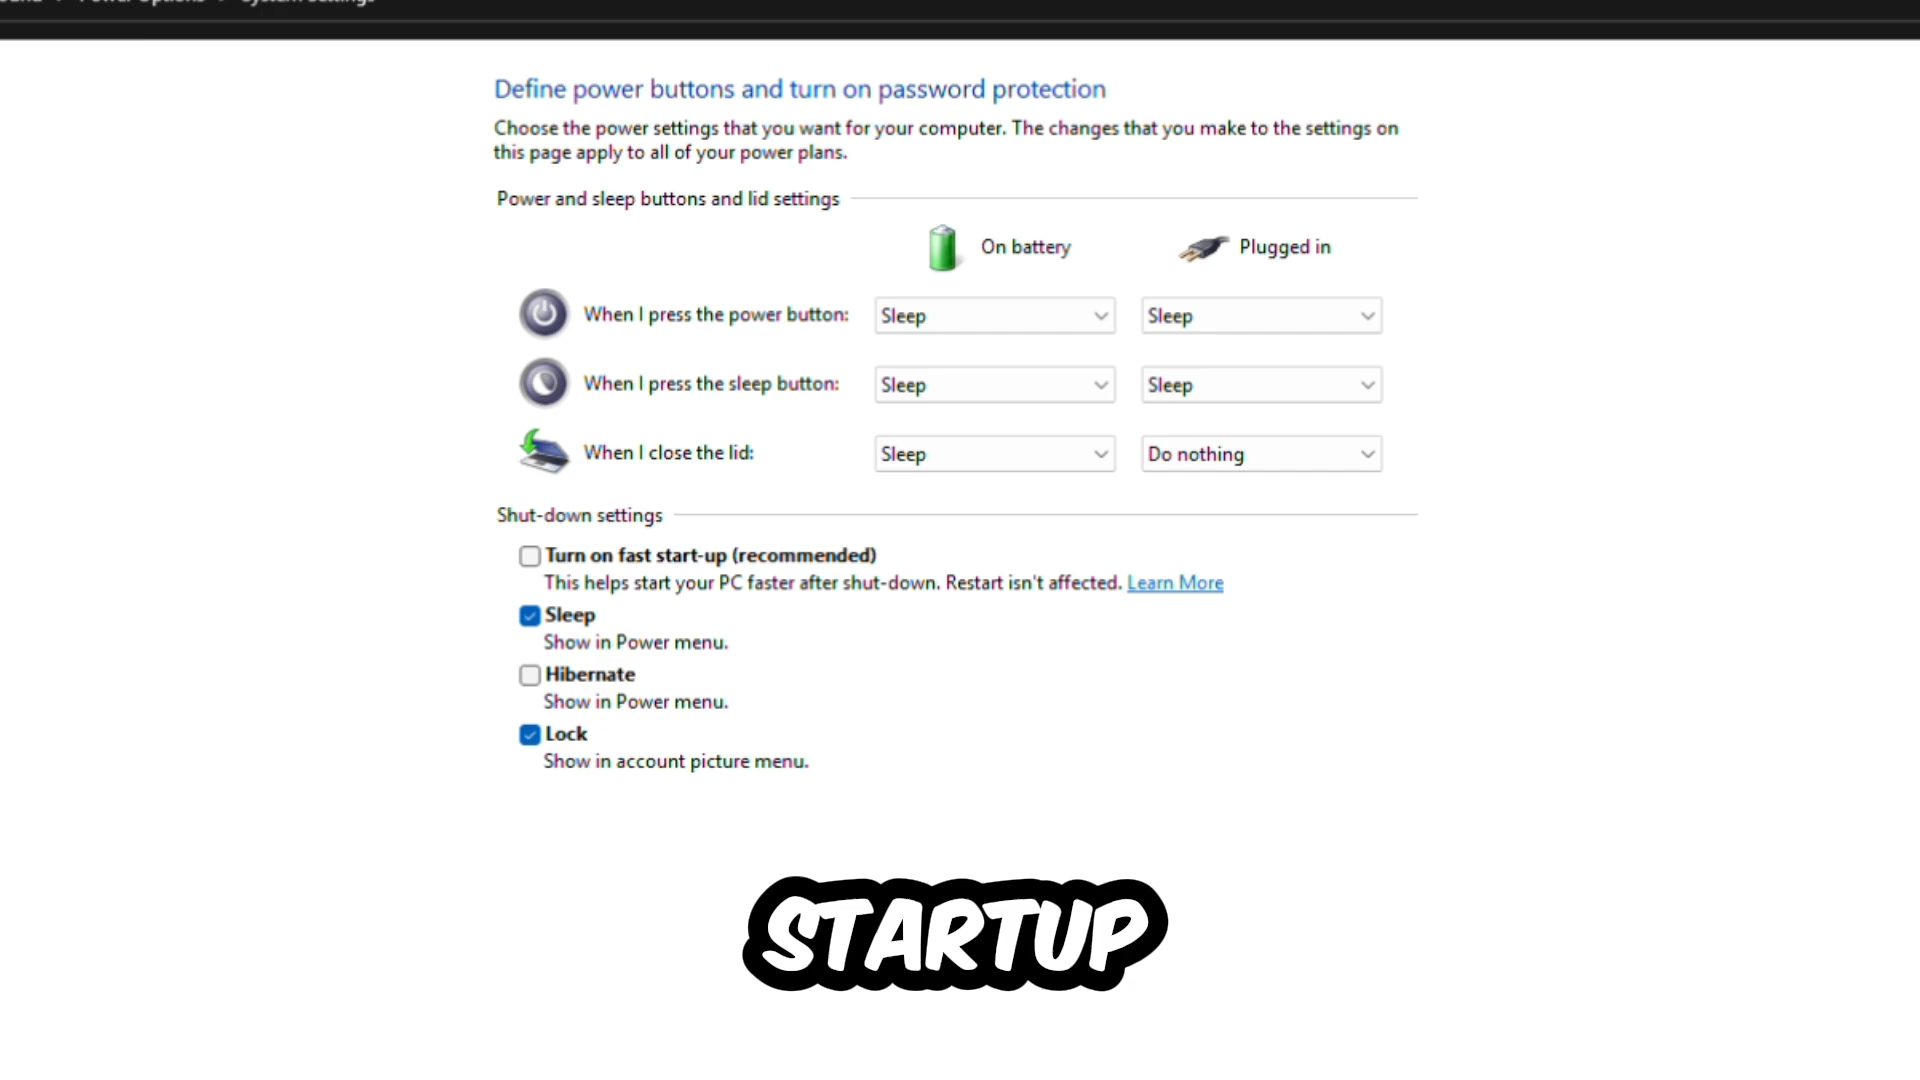 Power Options
System Settings
Define power buttons and turn on password protection
Choose the power settings that you want for your computer. The changes that you make to the settings on
this page apply to all of your power plans.
Power and sleep buttons and lid settings
On battery
Plugged in
When I press the power button:
Sleep
Sleep
When I press the sleep button:
Sleep
Sleep
When I close the lid:
Sleep
Do nothing
Shut-down settings
Turn on fast start-up (recommended)
This helps start your PC faster after shut-down. Restart isn't affected. Learn More
Sleep
Show in Power menu.
Hibernate
Show in Power menu.
Lock
Show in account picture menu.
STARTUP